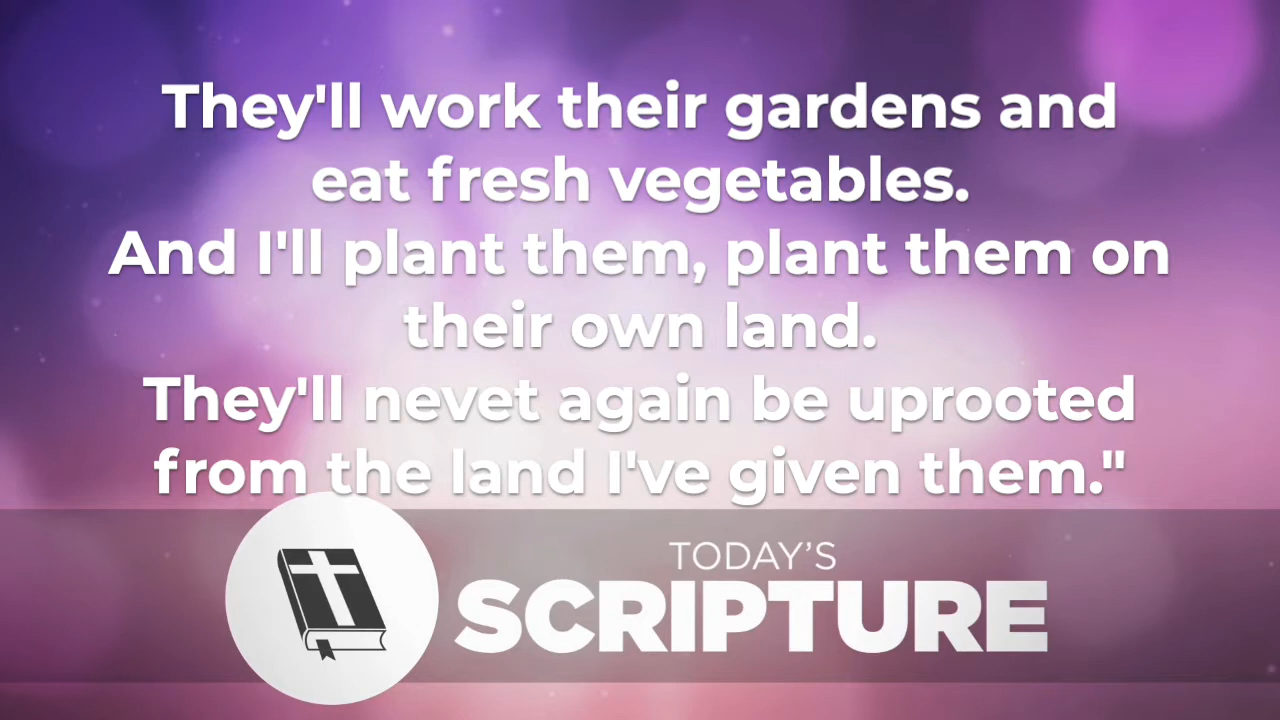 They'll work their gardens and
eat fresh vegetables.
And I'll plant them, plant them on
their own land.
They'll nevet again be uprooted
from the land I've given them."
TODAY'S
SCRIPTURE